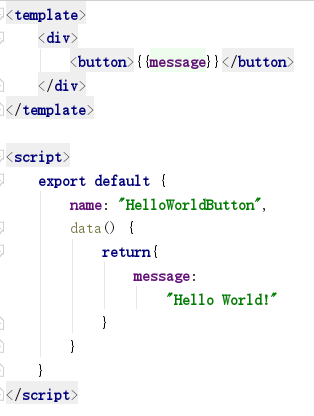 <template>
    <div>
        <button>{{message}}</button>
    </div>
</template>

<script>
    export default {
        name: "HelloWorldButton",
        data() {
            return{
                message:
                    "Hello World!"
            }
        }
    }
</script>